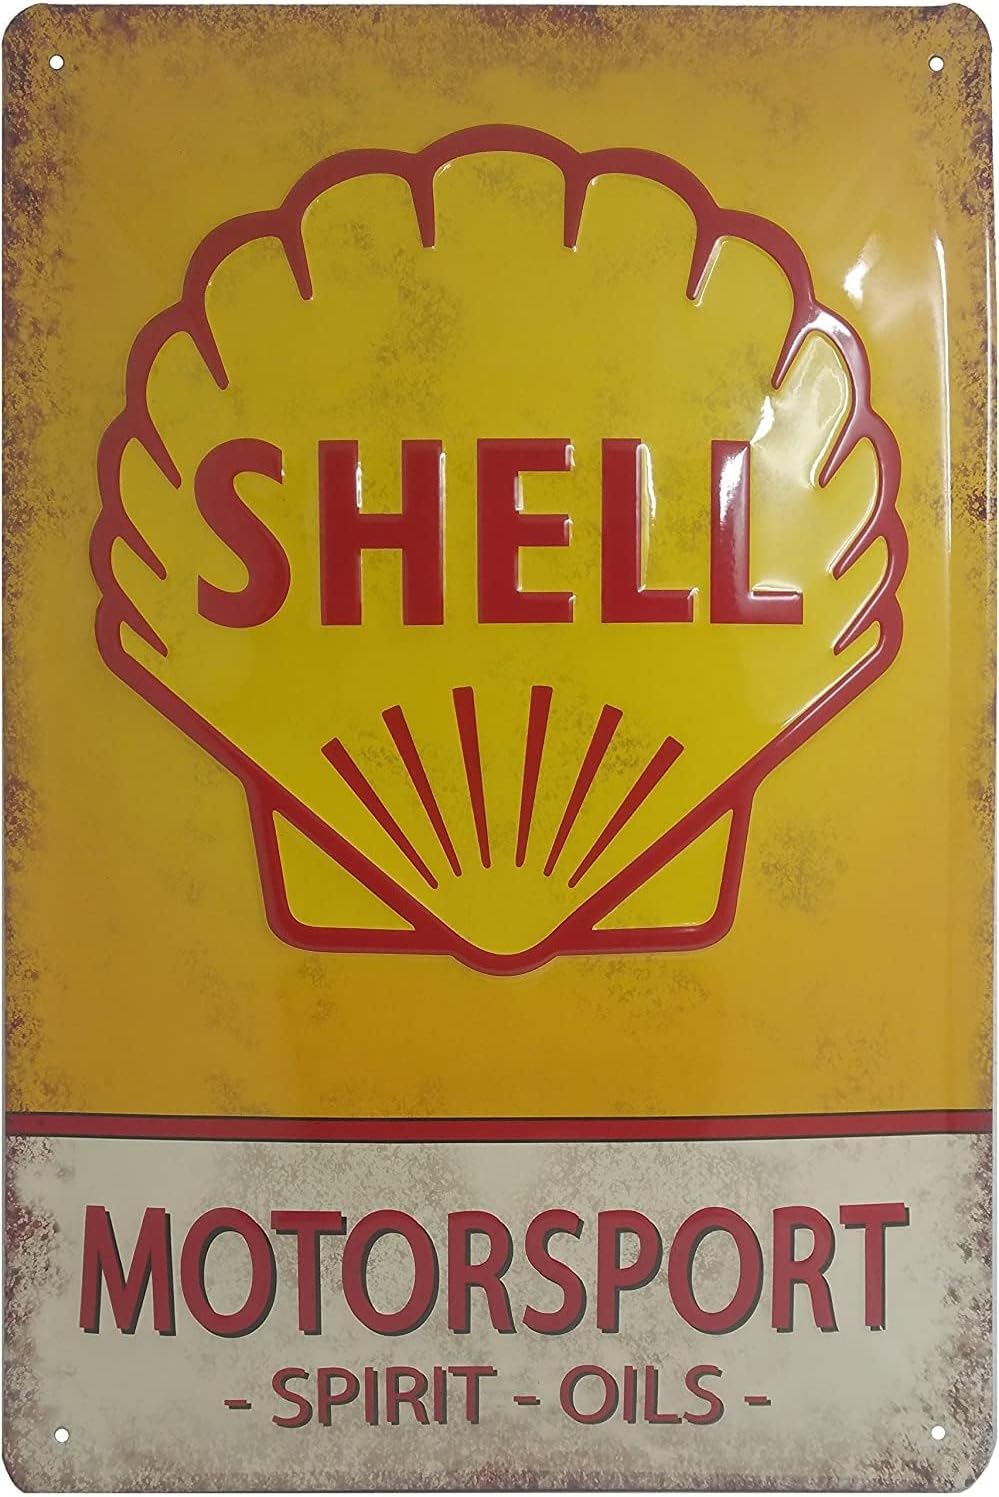 SHELL
MOTORSPORT
- SPIRIT - OILS -